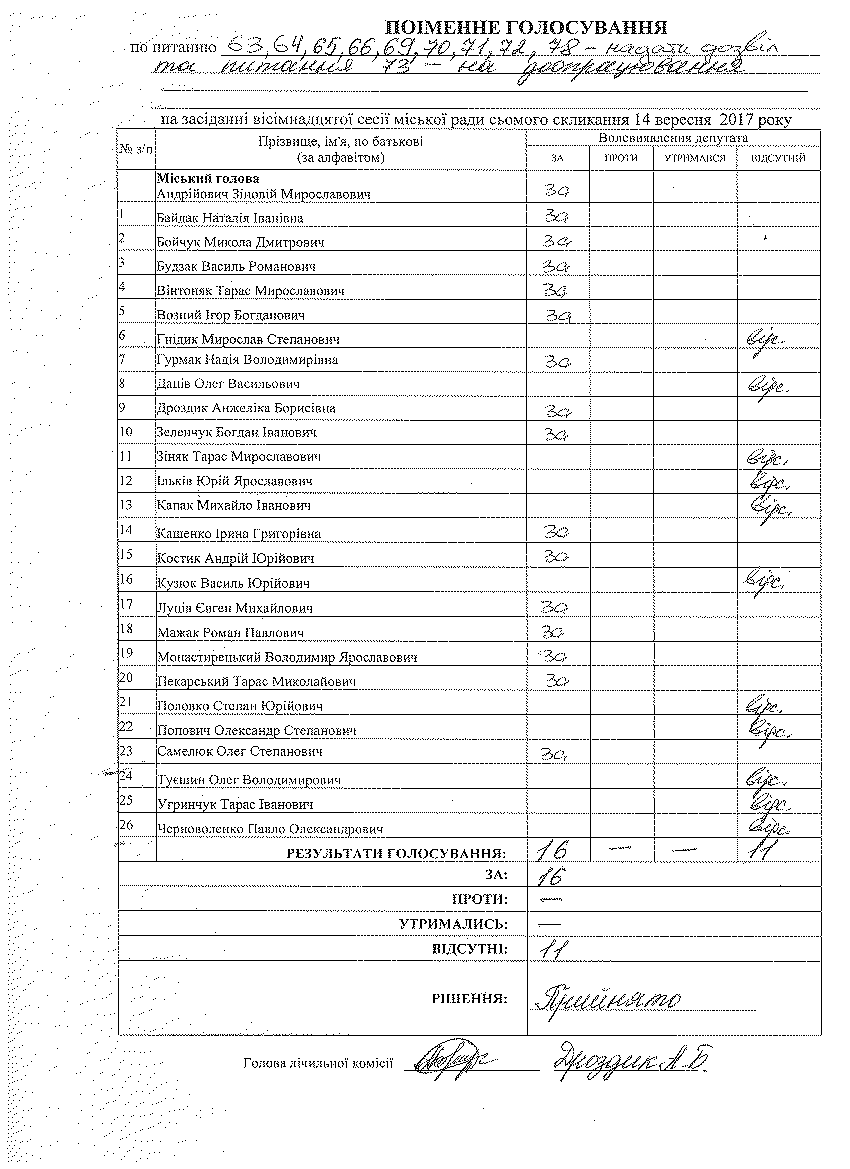 ПОІМЕННЕ ГОЛОСУВАННЯ
по питанню 63, 64, 65, 66, 69, 70, 71, 72, 78 – надати дозвіл
та питання 73 – на доопрацювання
на засіданні вісімнадцятої сесії міської ради сьомого скликання 14 вересня 2017 року
№ з/п Прізвище, ім'я, по батькові (за алфавітом) Волевиявлення депутата
ЗА ПРОТИ УТРИМАВСЯ ВІДСУТНІЙ
Міський голова
Андрійович Зіновій Мирославович за
1 Байдак Наталія Іванівна за
2 Бойчук Микола Дмитрович за
3 Будзак Василь Романович за
4 Вінтоняк Тарас Мирославович за
5 Возний Ігор Богданович за
6 Гнідик Мирослав Степанович відс.
7 Гурмак Надія Володимирівна за
8 Даців Олег Васильович відс.
9 Дроздик Анжеліка Борисівна за
10 Зеленчук Богдан Іванович за
11 Зіняк Тарас Мирославович відс.
12 Ільків Юрій Ярославович відс.
13 Капак Михайло Іванович відс.
14 Кашенко Ірина Григорівна за
15 Костик Андрій Юрійович за
16 Кузюк Василь Юрійович відс.
17 Луців Євген Михайлович за
18 Мажак Роман Павлович за
19 Монастирецький Володимир Ярославович за
20 Пекарський Тарас Миколайович за
21 Половко Степан Юрійович відс.
22 Попович Олександр Степанович відс.
23 Самелюк Олег Степанович за
24 Туєшин Олег Володимирович відс.
25 Угринчук Тарас Іванович відс.
26 Черноволенко Павло Олександрович відс.
РЕЗУЛЬТАТИ ГОЛОСУВАННЯ: 16 — — 11
ЗА: 16
ПРОТИ: —
УТРИМАЛИСЬ: —
ВІДСУТНІ: 11
РІШЕННЯ: Прийнято
Голова лічильної комісії Дроздик А.Б.